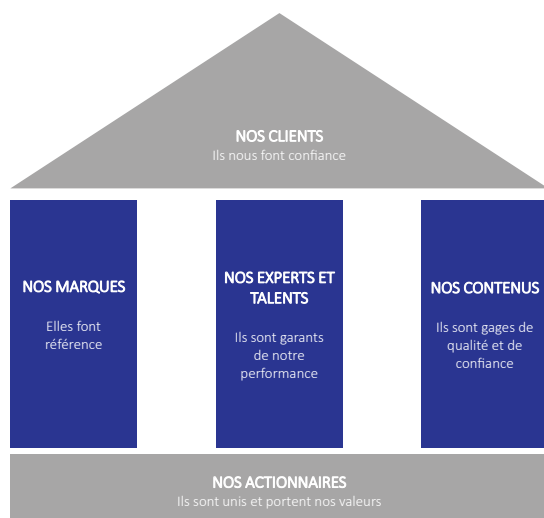 NOS CLIENTS
Ils nous font confiance
NOS MARQUES
Elles font
référence
NOS EXPERTS ET
TALENTS
Ils sont garants
de notre
performance
NOS CONTENUS
Ils sont gages de
qualité et de
confiance
NOS ACTIONNAIRES
Ils sont unis et portent nos valeurs